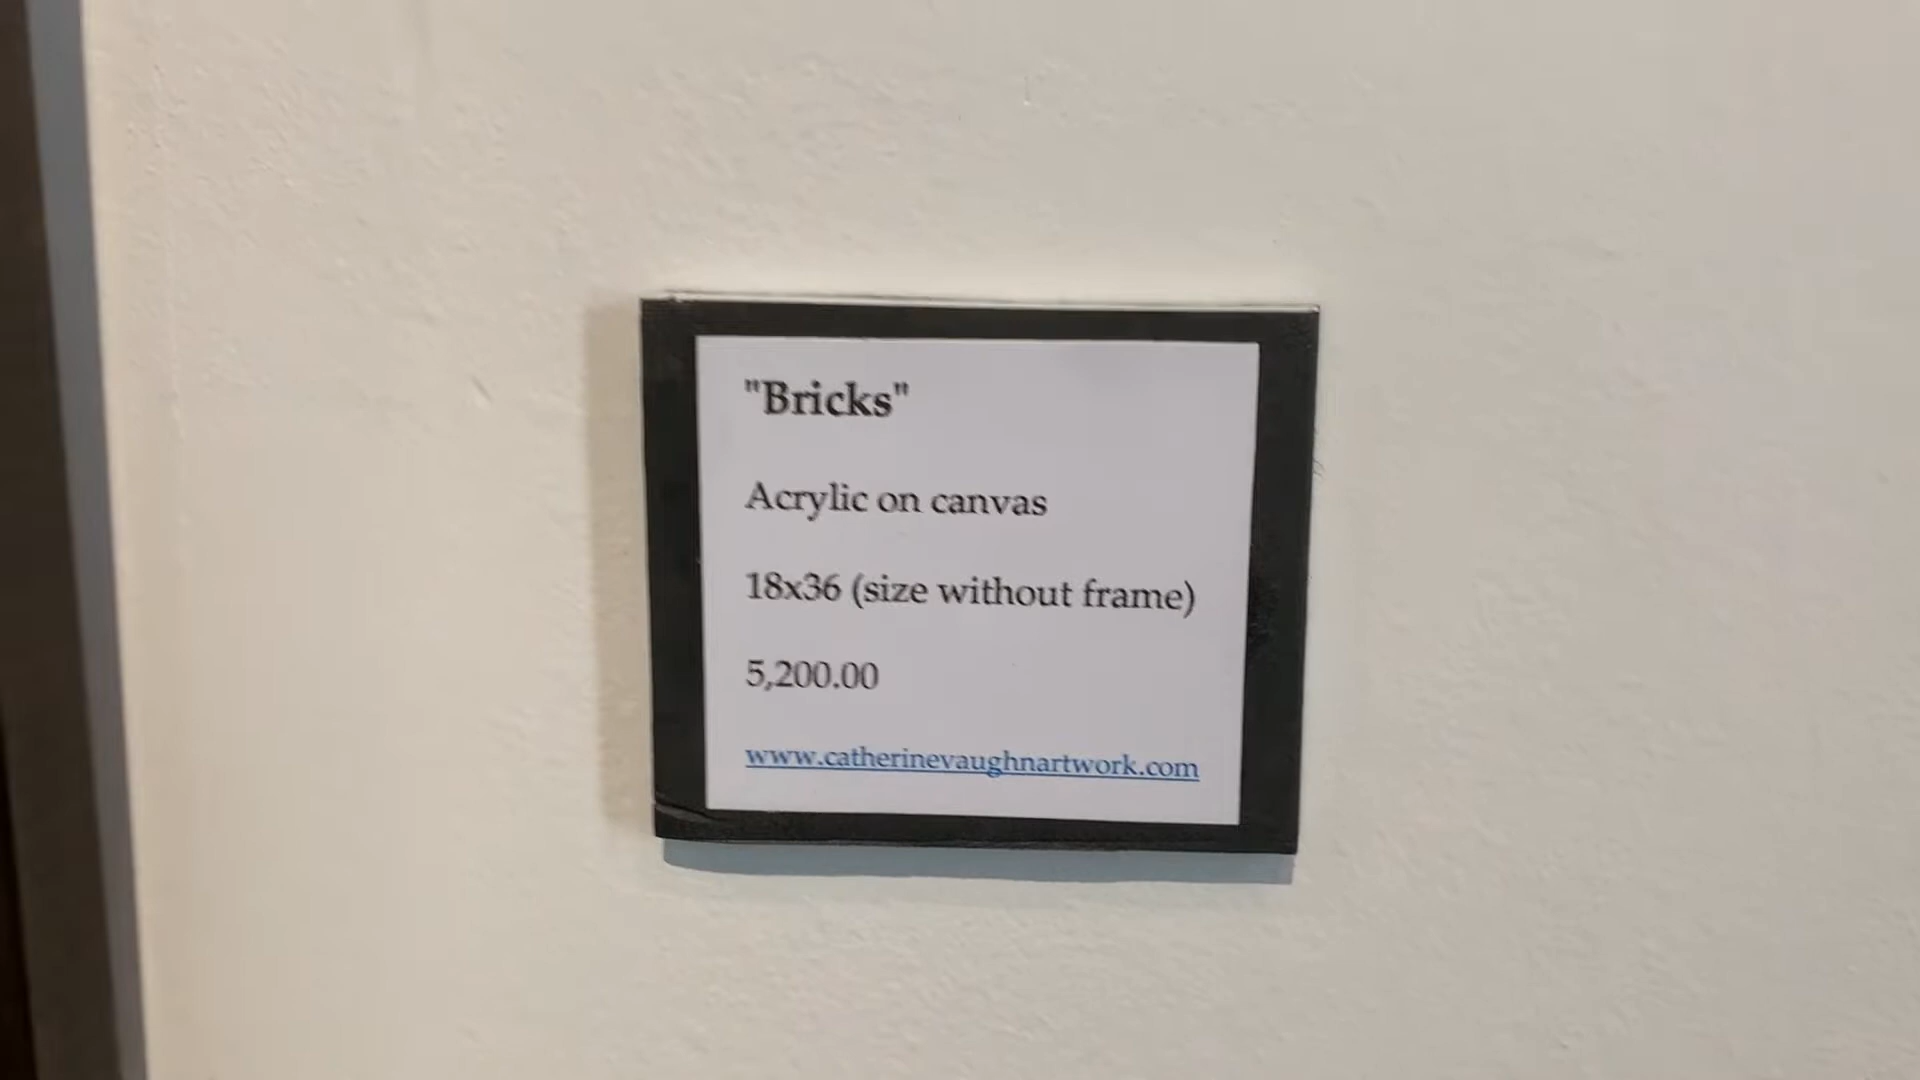 "Bricks"
Acrylic on canvas
18x36 (size without frame)
5,200.00
www.catherinevaughnartwork.com